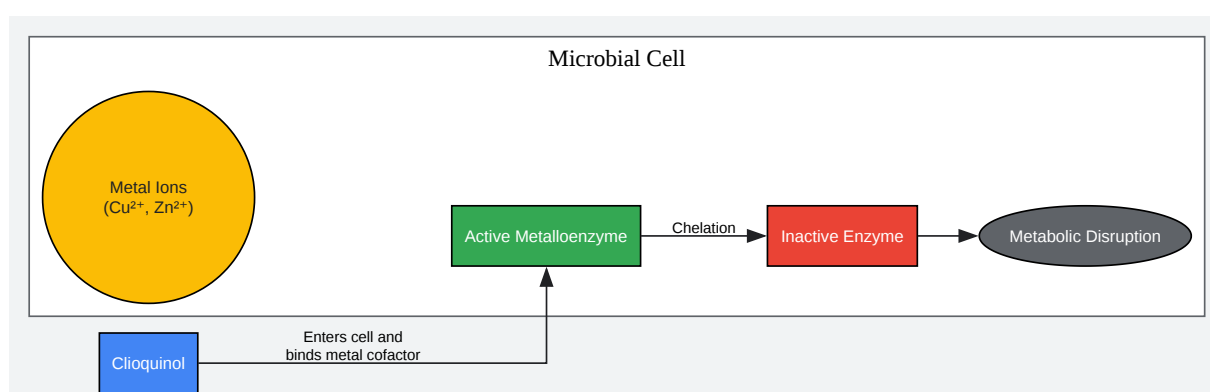 Microbial Cell
Metal Ions
(Cu²⁺, Zn²⁺)
Active Metalloenzyme
Chelation
Inactive Enzyme
Metabolic Disruption
Enters cell and
binds metal cofactor
Clioquinol